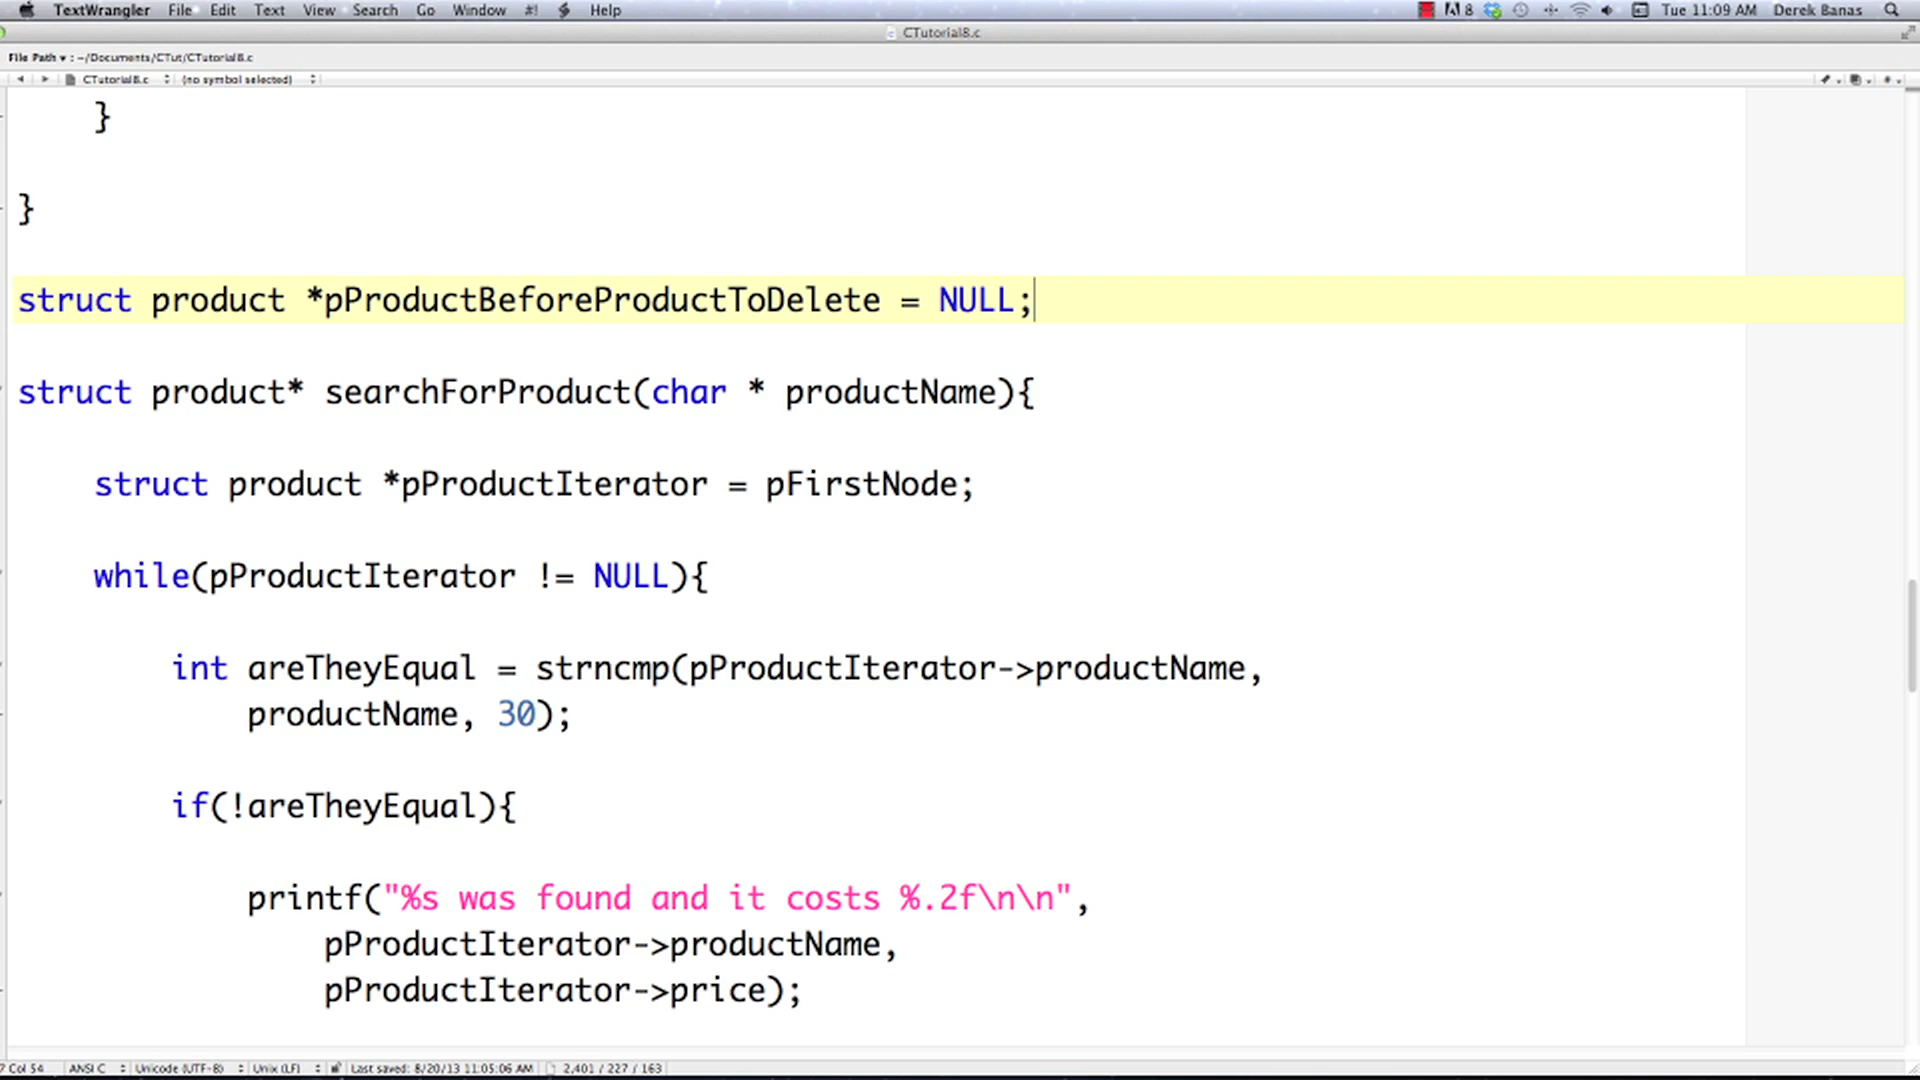 TextWrangler File Edit Text View Search Go Window #! Help 8 Tue 11:09 AM Derek Banas
CTutorial8.c
File Path ▾ : ~/Documents/CTut/CTutorial8.c
CTutorial8.c (no symbol selected)
}
}
struct product *pProductBeforeProductToDelete = NULL;
struct product* searchForProduct(char * productName){
struct product *pProductIterator = pFirstNode;
while(pProductIterator != NULL){
int areTheyEqual = strncmp(pProductIterator->productName,
productName, 30);
if(!areTheyEqual){
printf("%s was found and it costs %.2f\n\n",
pProductIterator->productName,
pProductIterator->price);
7 Col 54 ANSI C Unicode (UTF-8) Unix (LF) Last saved: 8/20/13 11:05:06 AM 2,401 / 227 / 163